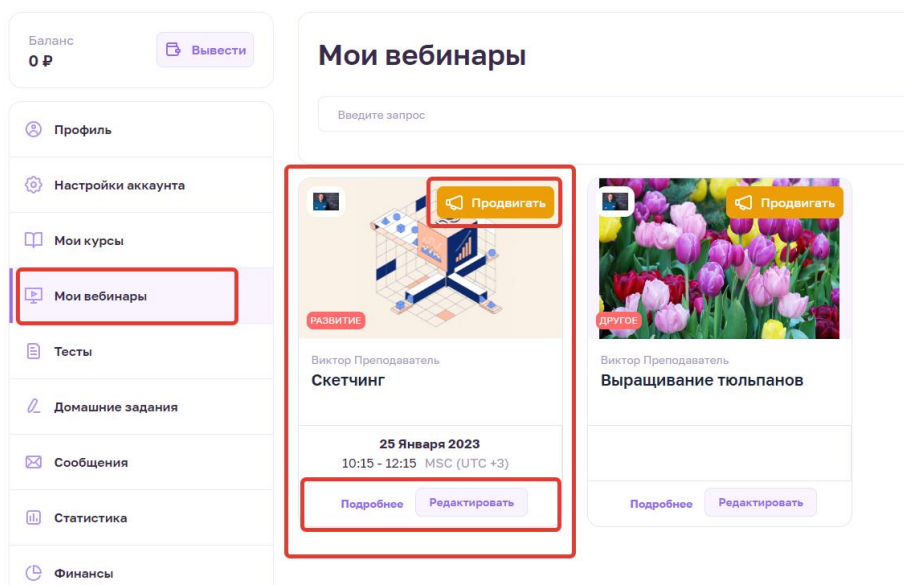 Баланс
0 ₽
Вывести
Профиль
Настройки аккаунта
Мои курсы
Мои вебинары
Тесты
Домашние задания
Сообщения
Статистика
Финансы
Мои вебинары
Введите запрос
Продвигать
РАЗВИТИЕ
Виктор Преподаватель
Скетчинг
25 Января 2023
10:15 - 12:15 MSC (UTC +3)
Подробнее Редактировать
Продвигать
ДРУГОЕ
Виктор Преподаватель
Выращивание тюльпанов
Подробнее Редактировать